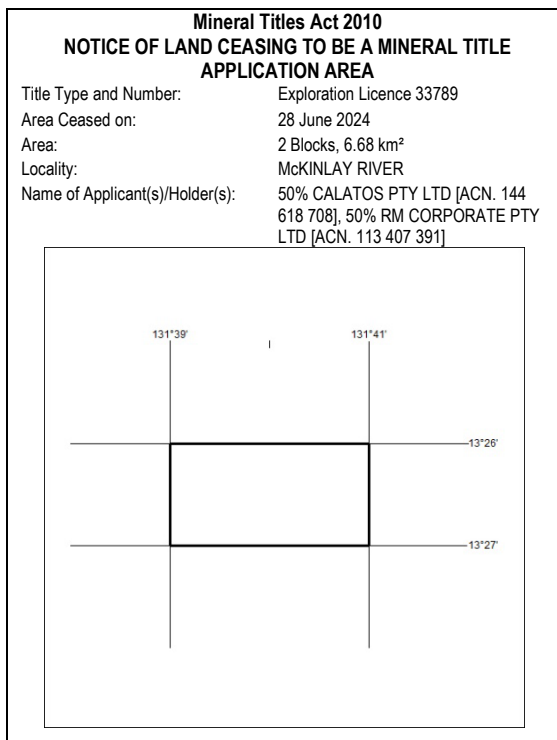 Mineral Titles Act 2010
NOTICE OF LAND CEASING TO BE A MINERAL TITLE
APPLICATION AREA
Title Type and Number: Exploration Licence 33789
Area Ceased on: 28 June 2024
Area: 2 Blocks, 6.68 km²
Locality: McKINLAY RIVER
Name of Applicant(s)/Holder(s): 50% CALATOS PTY LTD [ACN. 144
618 708], 50% RM CORPORATE PTY
LTD [ACN. 113 407 391]
131°39' 131°41'
13°26'
13°27'